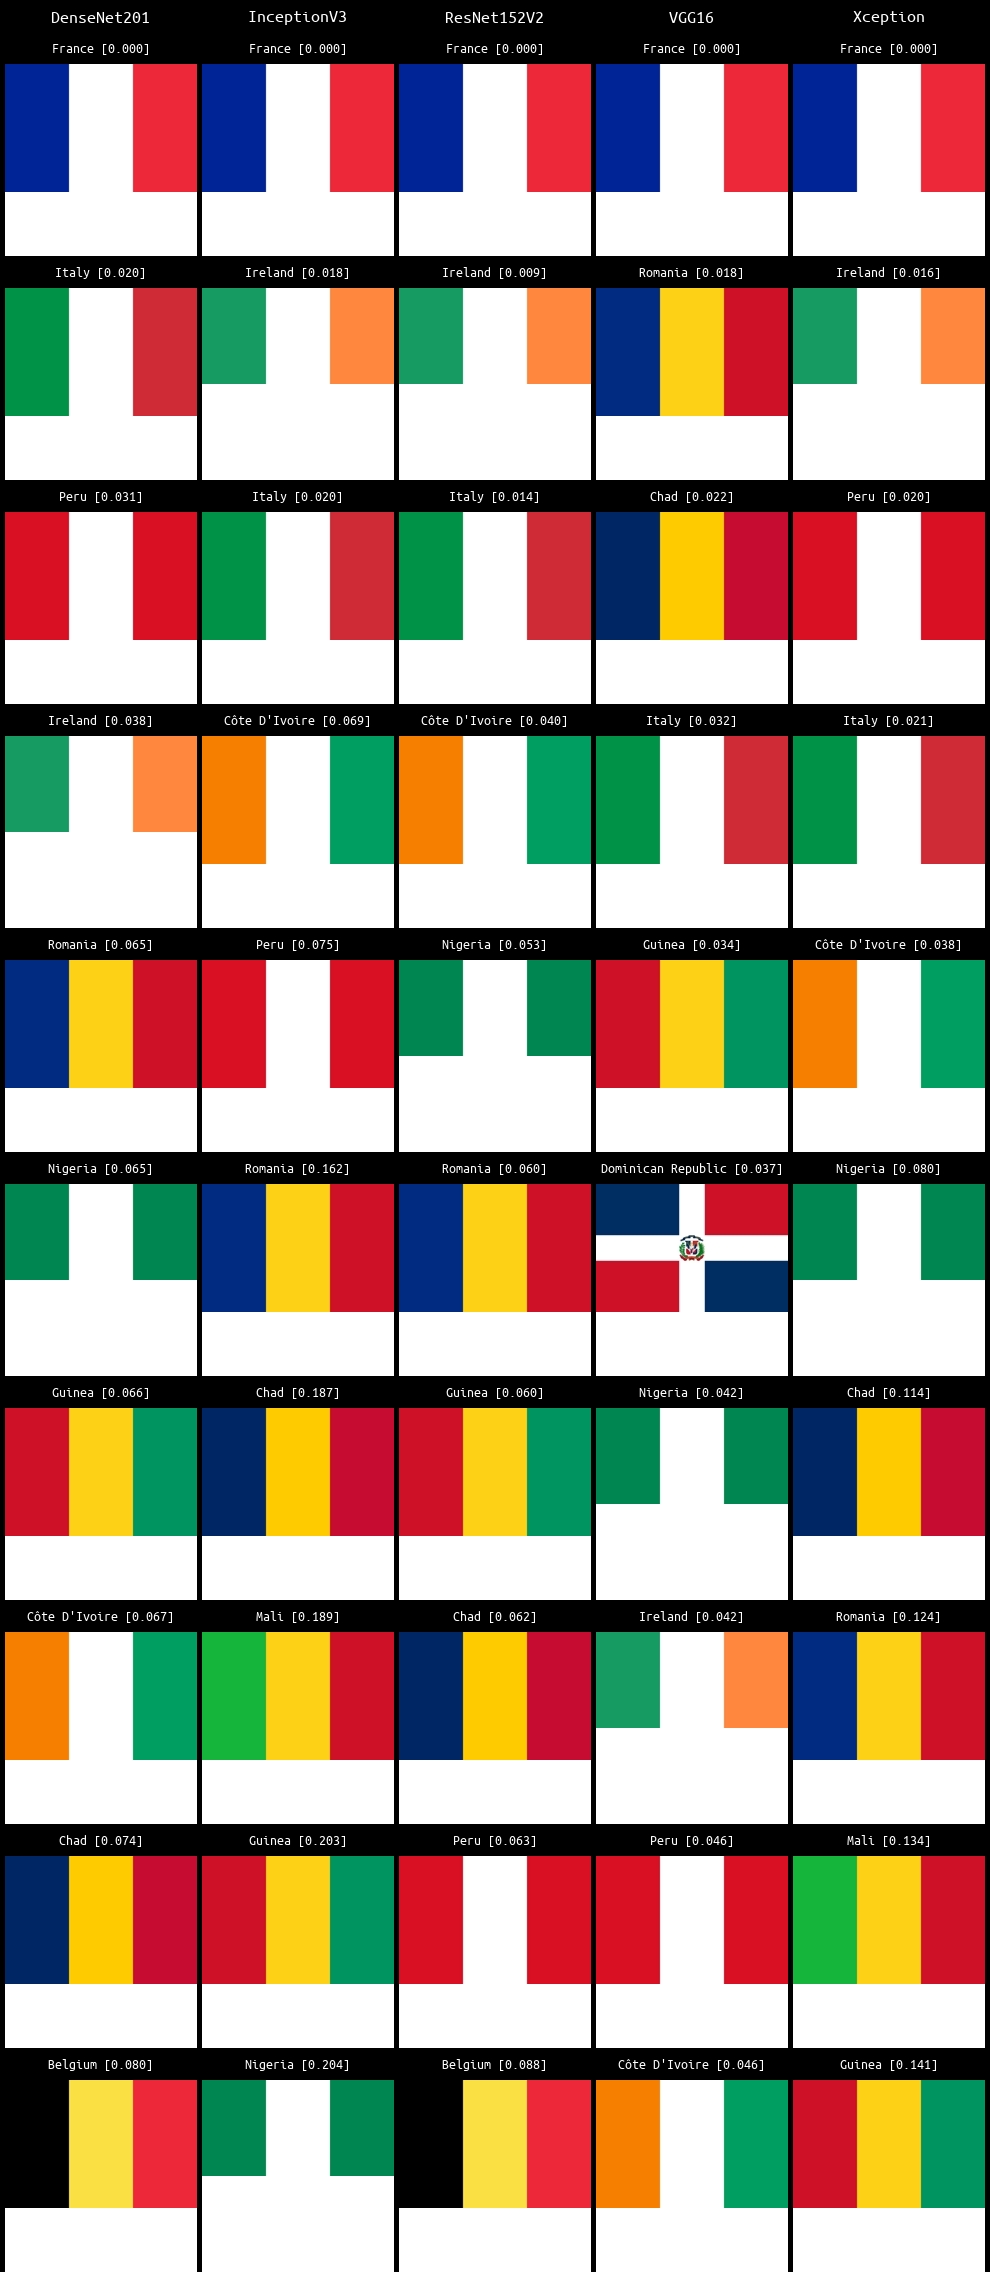 DenseNet201 InceptionV3 ResNet152V2 VGG16 Xception
France [0.000] France [0.000] France [0.000] France [0.000] France [0.000]
Italy [0.020] Ireland [0.018] Ireland [0.009] Romania [0.018] Ireland [0.016]
Peru [0.031] Italy [0.020] Italy [0.014] Chad [0.022] Peru [0.020]
Ireland [0.038] Côte D'Ivoire [0.069] Côte D'Ivoire [0.040] Italy [0.032] Italy [0.021]
Romania [0.065] Peru [0.075] Nigeria [0.053] Guinea [0.034] Côte D'Ivoire [0.038]
Nigeria [0.065] Romania [0.162] Romania [0.060] Dominican Republic [0.037] Nigeria [0.080]
Guinea [0.066] Chad [0.187] Guinea [0.060] Nigeria [0.042] Chad [0.114]
Côte D'Ivoire [0.067] Mali [0.189] Chad [0.062] Ireland [0.042] Romania [0.124]
Chad [0.074] Guinea [0.203] Peru [0.063] Peru [0.046] Mali [0.134]
Belgium [0.080] Nigeria [0.204] Belgium [0.088] Côte D'Ivoire [0.046] Guinea [0.141]